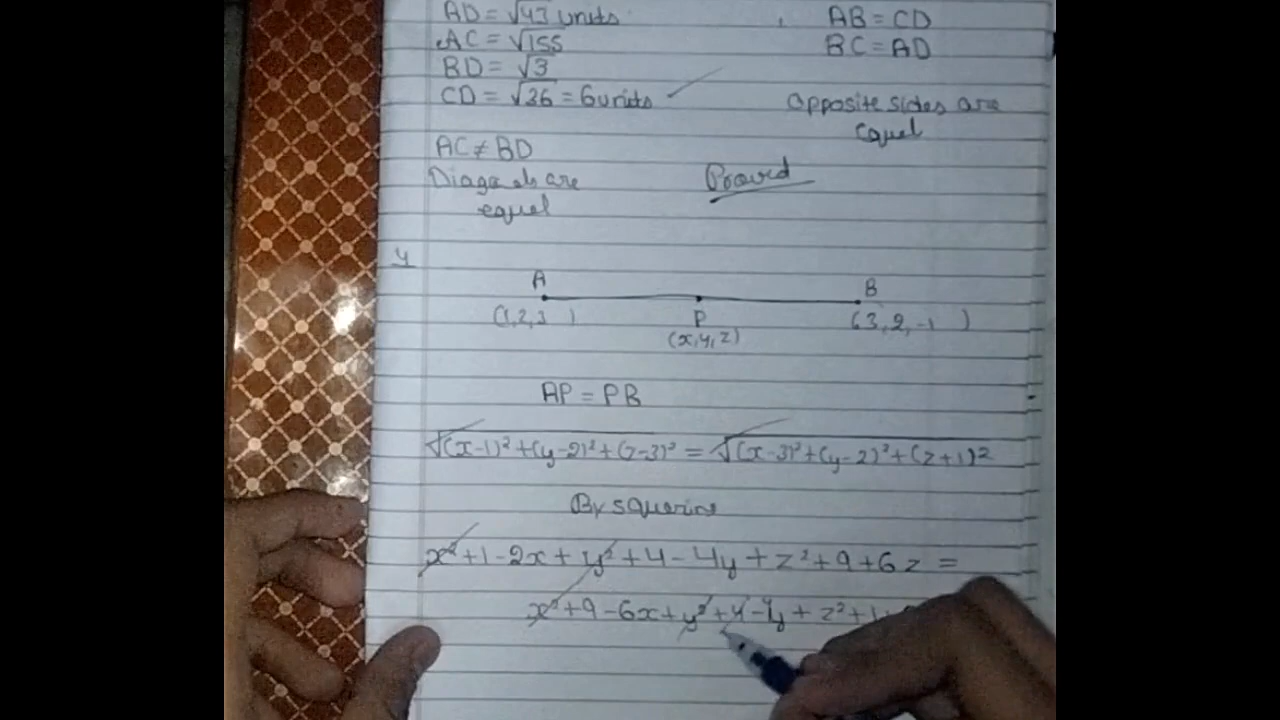 AD = √43 units
AB = CD
AC = √155
BC = AD
BD = √3
CD = √36 = 6 units
Opposite sides are
equal
AC ≠ BD
are
equal
Proved
4
A
B
(1, 2, 3 )
P
(3, 2, -1 )
(x, y, z)
AP = PB
√(x-1)² + (y-2)² + (z-3)² = √(x-3)² + (y-2)² + (z+1)²
By squaring
x² + 1 - 2x + y² + 4 - 4y + z² + 9 + 6z =
x² + 9 - 6x + y² + 4 - 4y + z² + 1